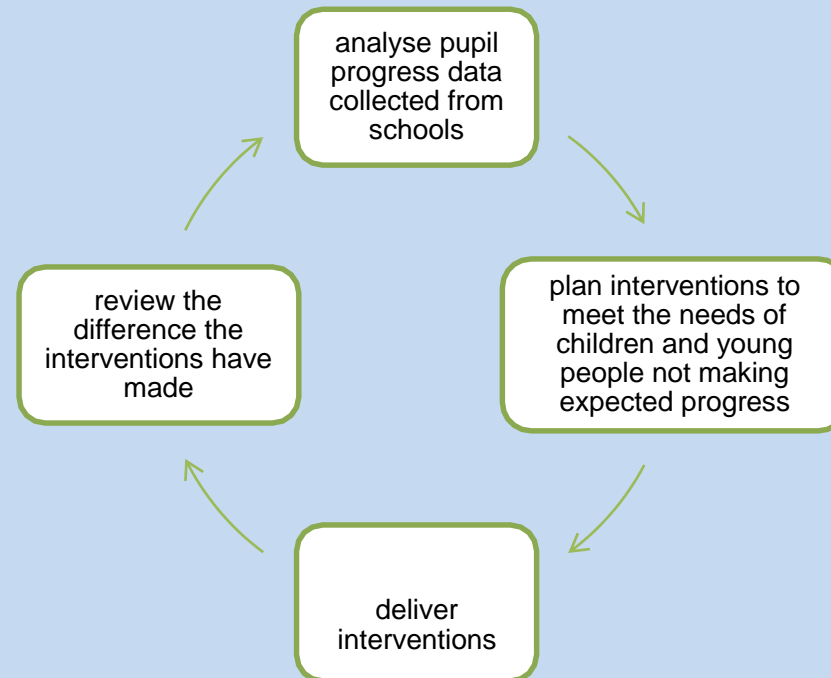 analyse pupil
progress data
collected from
schools
plan interventions to
meet the needs of
children and young
people not making
expected progress
deliver
interventions
review the
difference the
interventions have
made